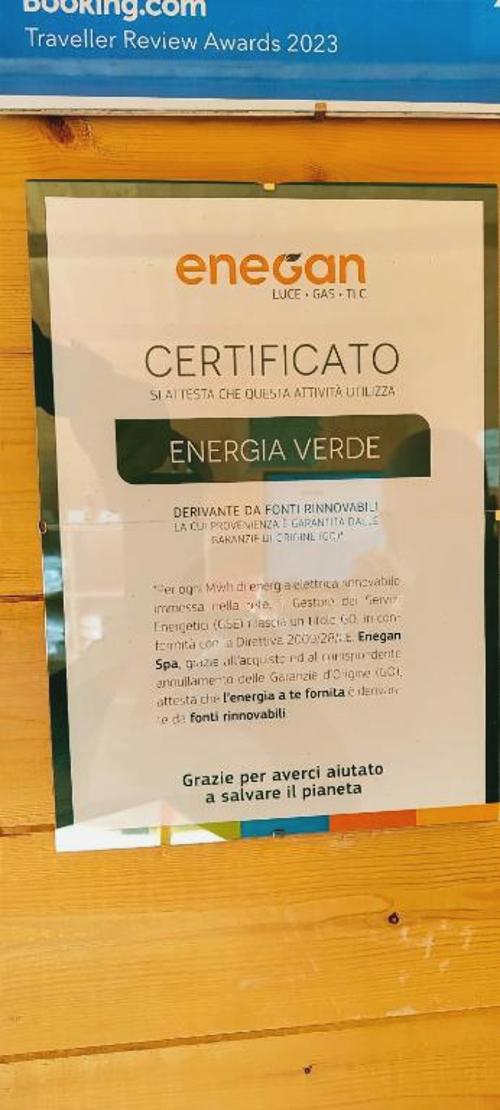 Booking.com
Traveller Review Awards 2023
enegan
LUCE • GAS • TLC
CERTIFICATO
SI ATTESTA CHE QUESTA ATTIVITÀ UTILIZZA
ENERGIA VERDE
DERIVANTE DA FONTI RINNOVABILI
LA CUI PROVENIENZA È GARANTITA DALLE
GARANZIE DI ORIGINE (GO)*
*Per ogni Mwh di energia elettrica rinnovabile
immessa nella rete, il Gestore dei Servizi
Energetici (GSE) rilascia un titolo GO, in con-
formità con la Direttiva 2009/28/CE. Enegan
Spa, grazie all'acquisto ed al corrispondente
annullamento delle Garanzie d'Origine (GO),
attesta che l'energia a te fornita è derivan-
te da fonti rinnovabili
Grazie per averci aiutato
a salvare il pianeta